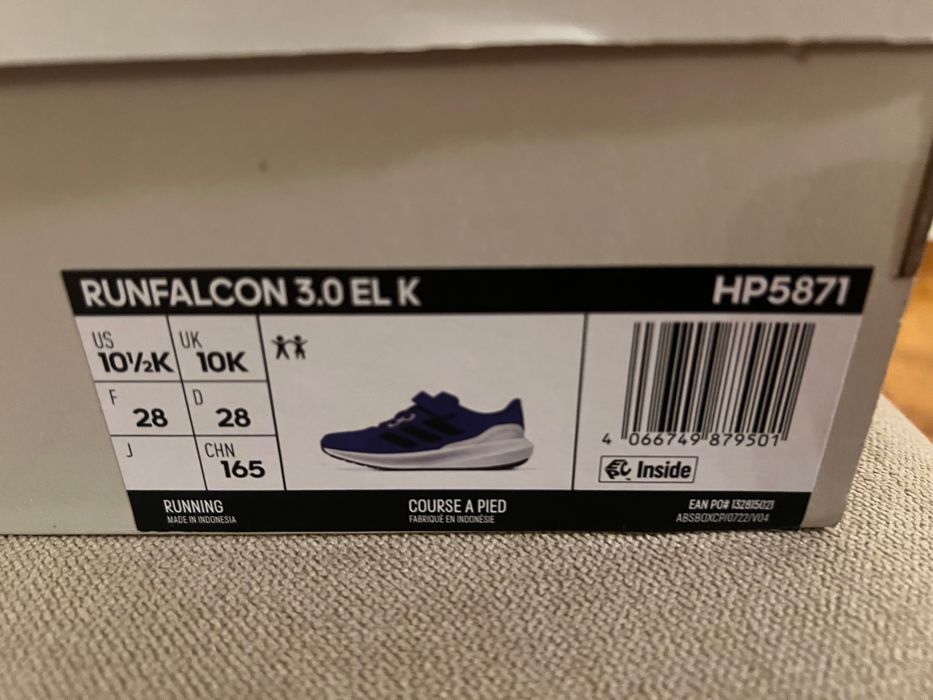 RUNFALCON 3.0 EL K
HP5871
US
10½K
UK
10K
F
28
D
28
J
CHN
165
4 066749 879501
Inside
RUNNING
MADE IN INDONESIA
COURSE A PIED
FABRIQUÉ EN INDONÉSIE
EAN PO# 132815021
ABSBOXCP/0722/V04